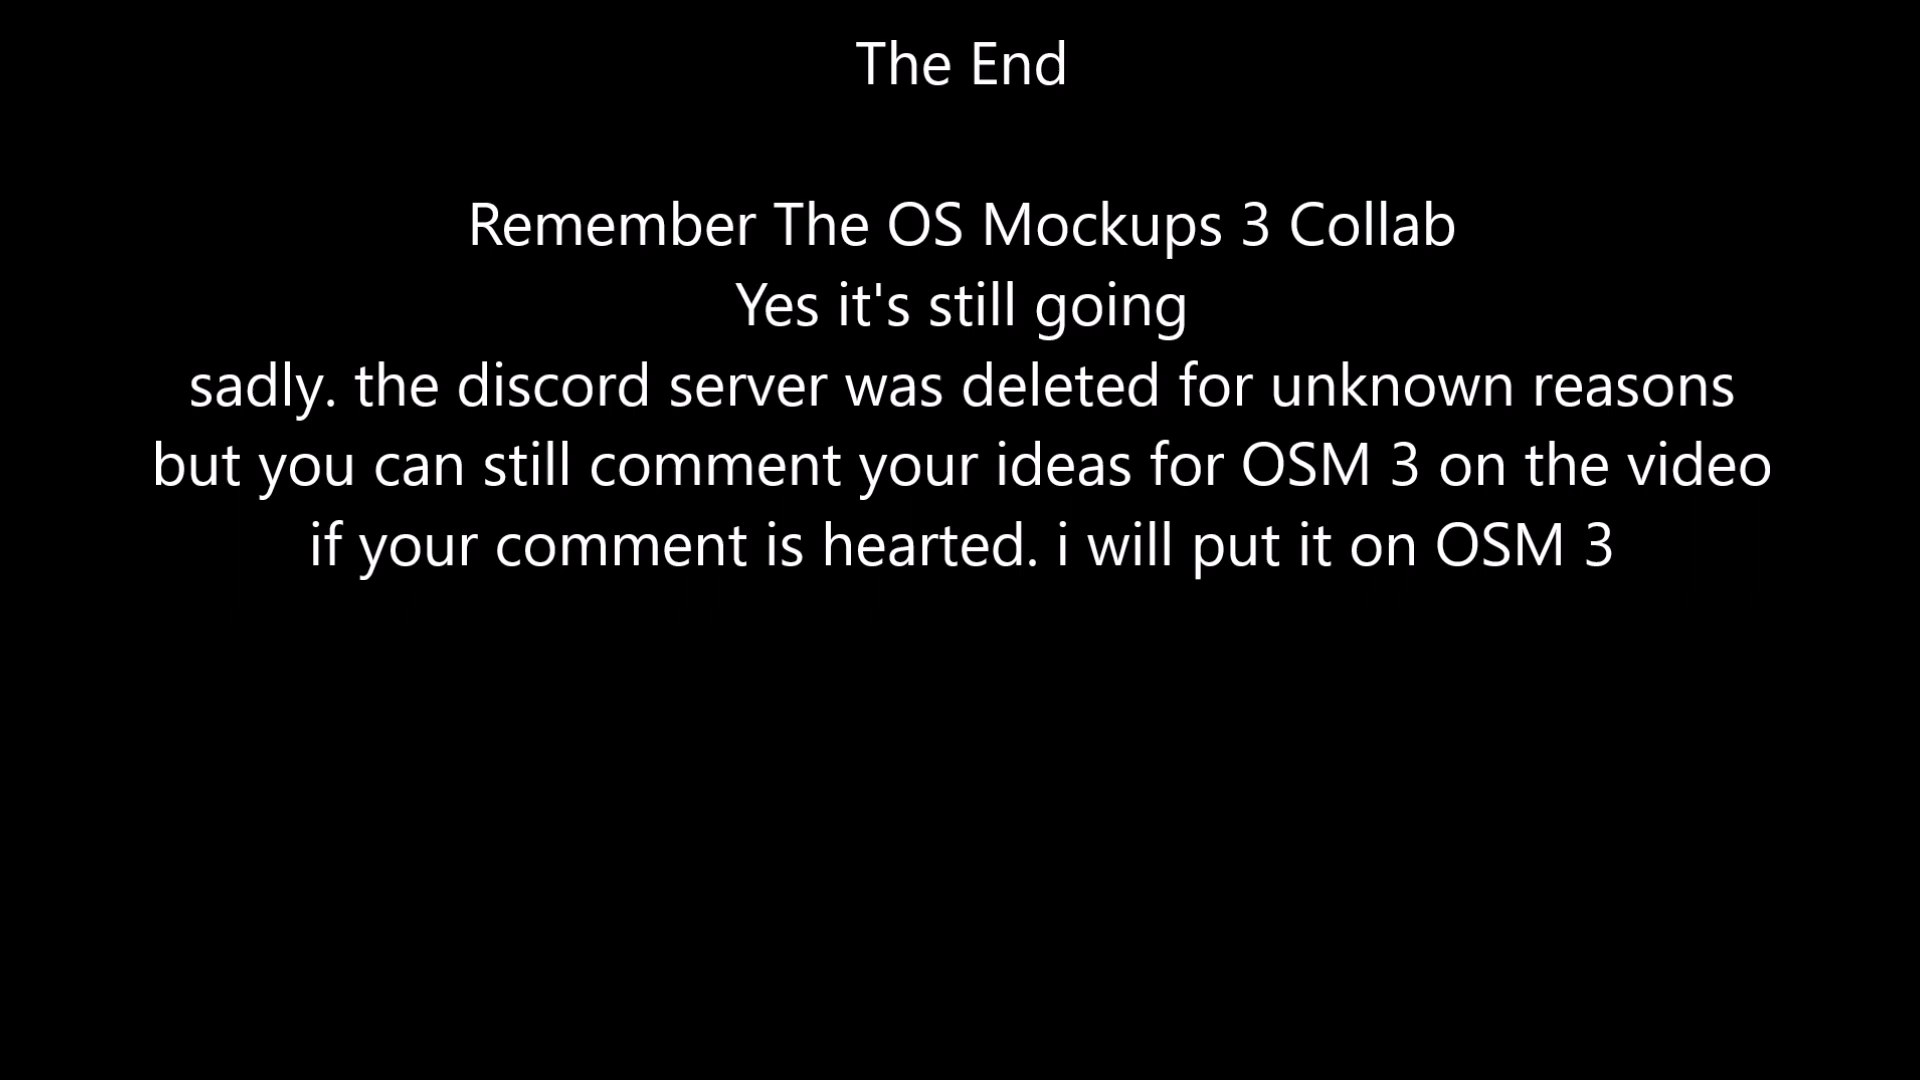 The End
Remember The OS Mockups 3 Collab
Yes it's still going
sadly. the discord server was deleted for unknown reasons
but you can still comment your ideas for OSM 3 on the video
if your comment is hearted. i will put it on OSM 3